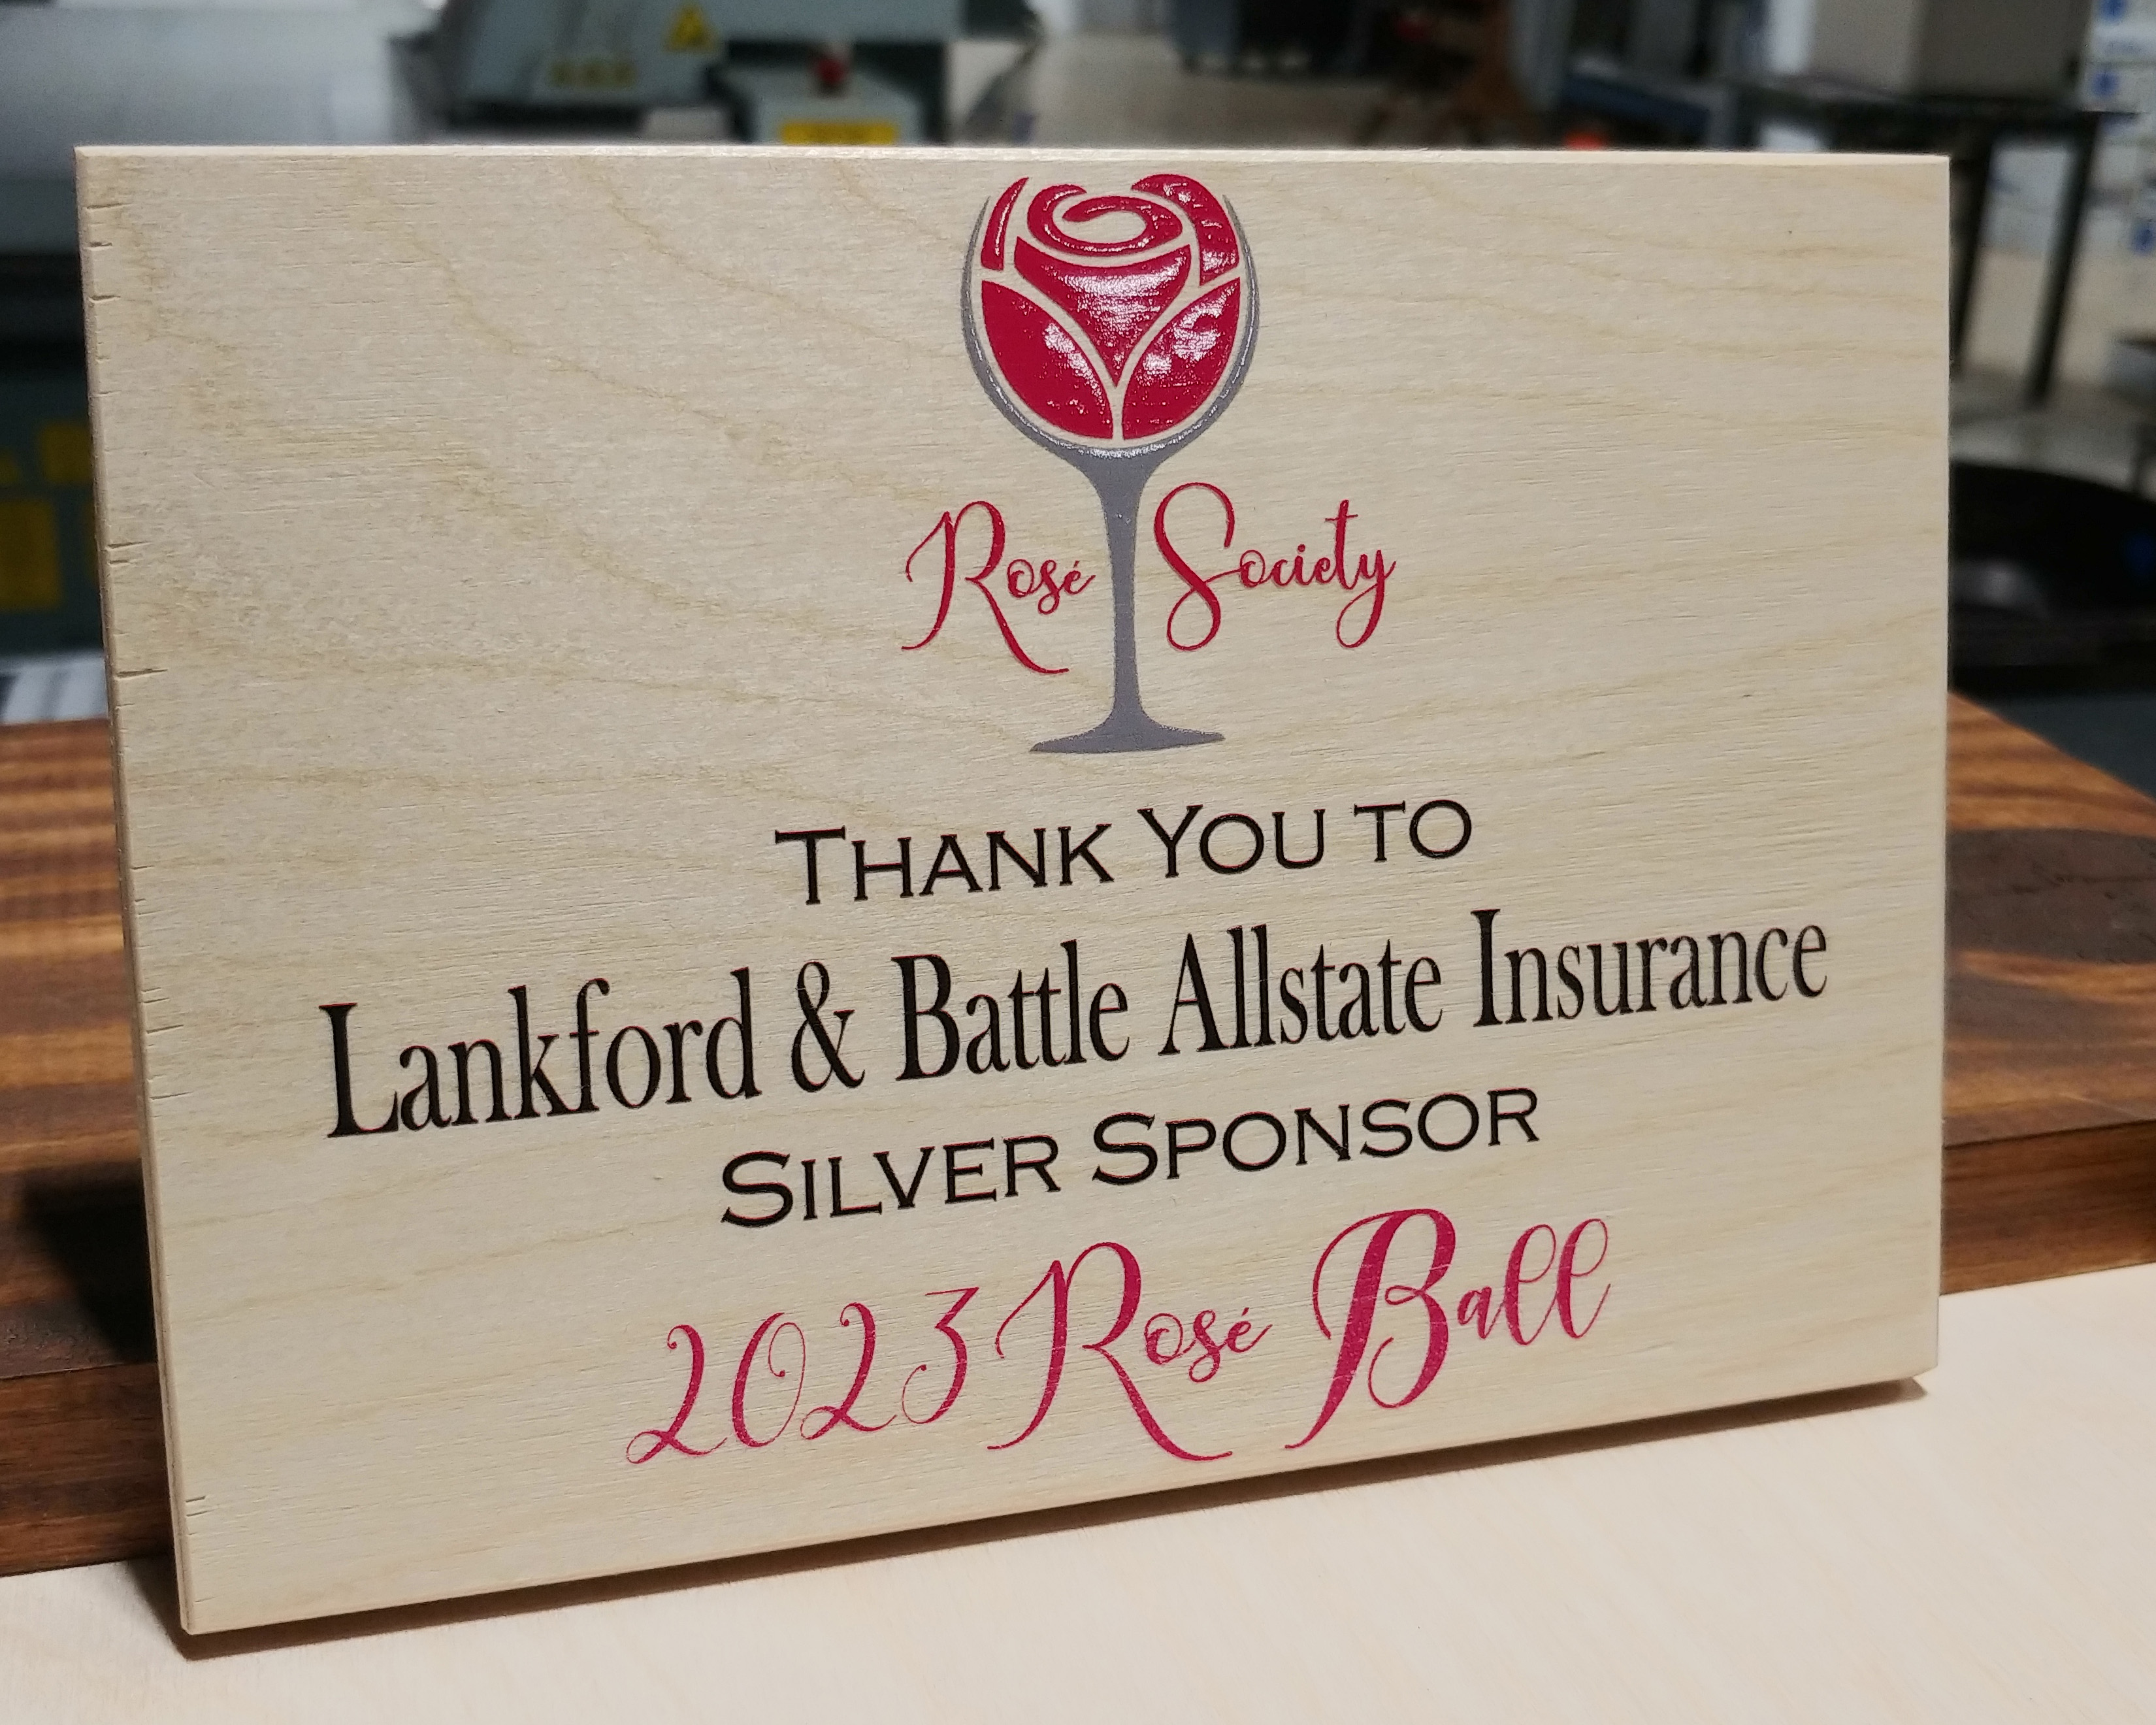 Rosé Society
THANK YOU TO
Lankford & Battle Allstate Insurance
SILVER SPONSOR
2023 Rosé Ball